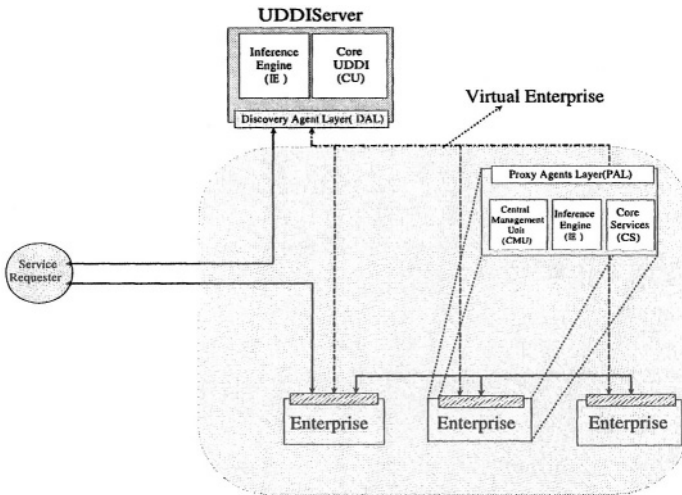 UDDIServer
Inference
Engine
(IE )
Core
UDDI
(CU)
Discovery Agent Layer( DAL)
Virtual Enterprise
Proxy Agents Layer(PAL)
Central
Management
Unit
(CMU)
Inference
Engine
(IE )
Core
Services
(CS)
Service
Requester
Enterprise
Enterprise
Enterprise